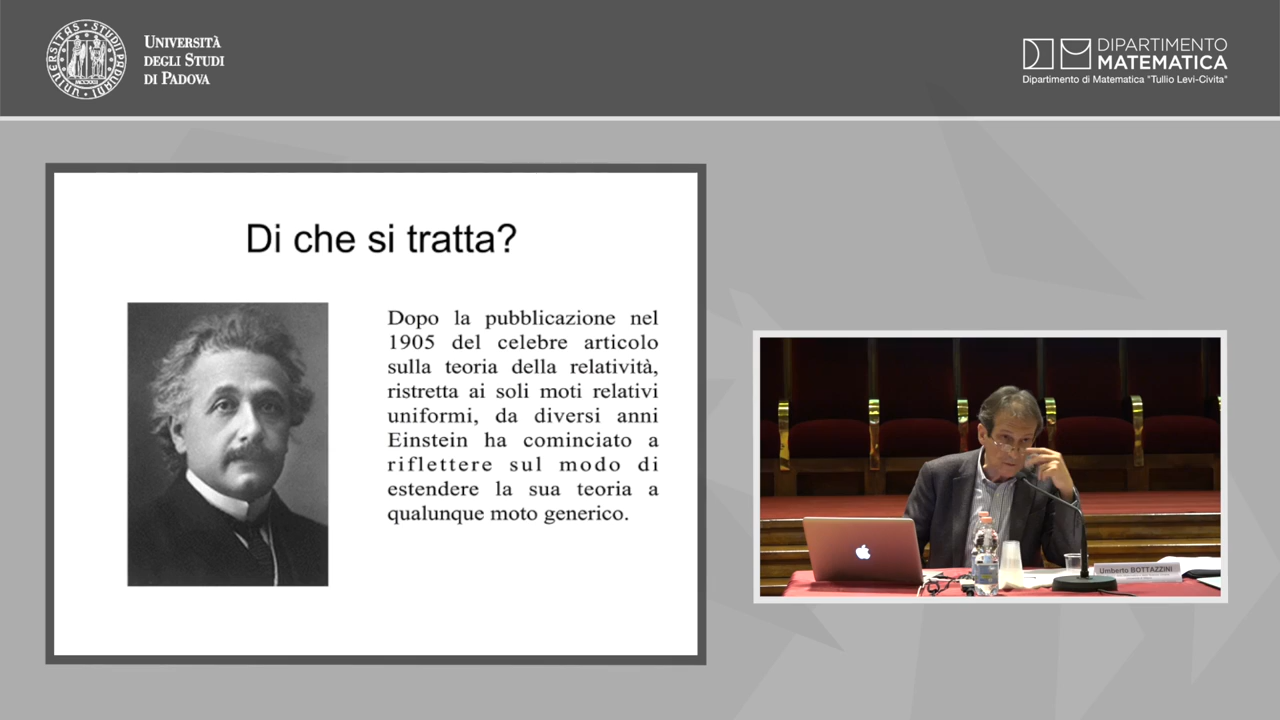 UNIVERSITÀ
DEGLI STUDI
DI PADOVA
DIPARTIMENTO
MATEMATICA
Dipartimento di Matematica "Tullio Levi-Civita"
Di che si tratta?
Dopo la pubblicazione nel
1905 del celebre articolo
sulla teoria della relatività,
ristretta ai soli moti relativi
uniformi, da diversi anni
Einstein ha cominciato a
riflettere sul modo di
estendere la sua teoria a
qualunque moto generico.
Umberto BOTTAZZINI